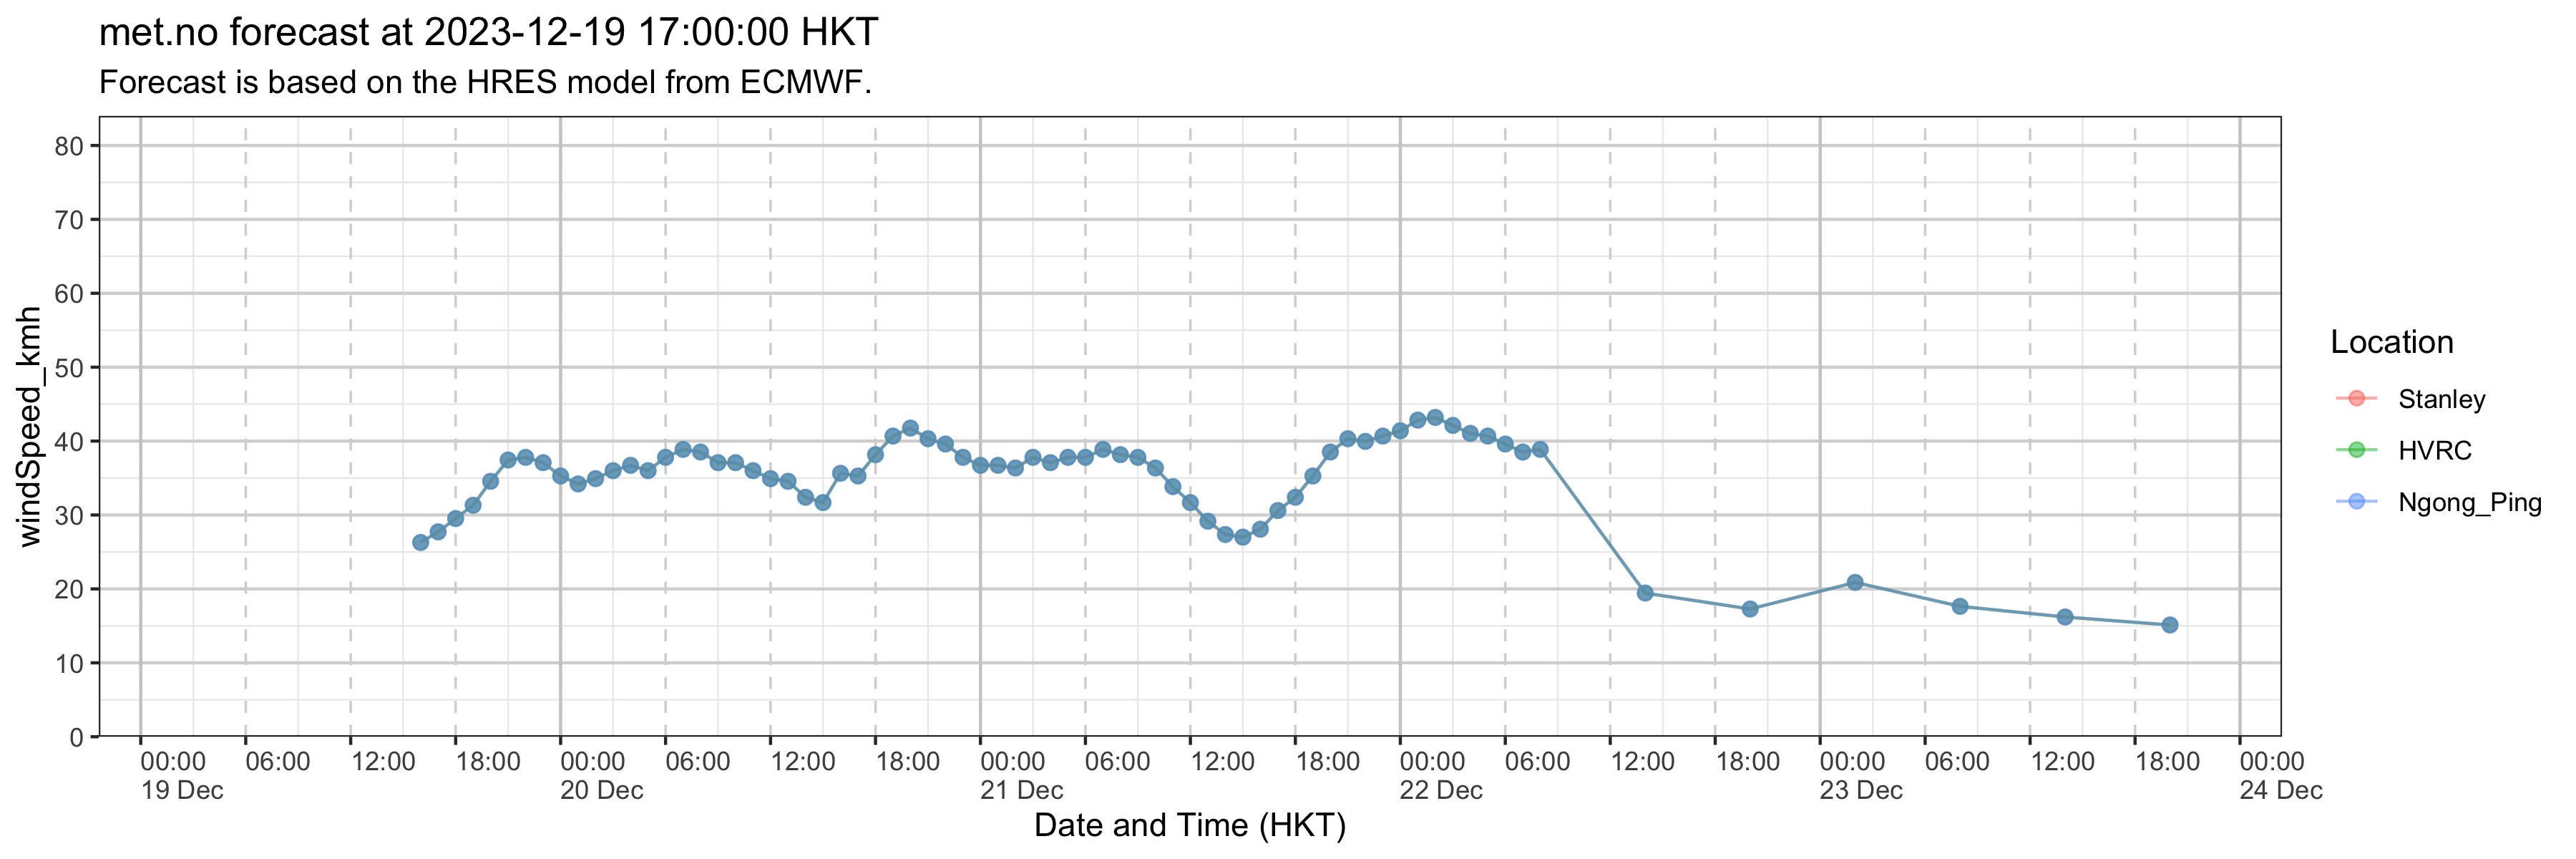 met.no forecast at 2023-12-19 17:00:00 HKT
Forecast is based on the HRES model from ECMWF.
windSpeed_kmh
80
70
60
50
40
30
20
10
0
00:00 06:00 12:00 18:00 00:00 06:00 12:00 18:00 00:00 06:00 12:00 18:00 00:00 06:00 12:00 18:00 00:00 06:00 12:00 18:00 00:00
19 Dec 20 Dec 21 Dec 22 Dec 23 Dec 24 Dec
Date and Time (HKT)
Location
Stanley
HVRC
Ngong_Ping